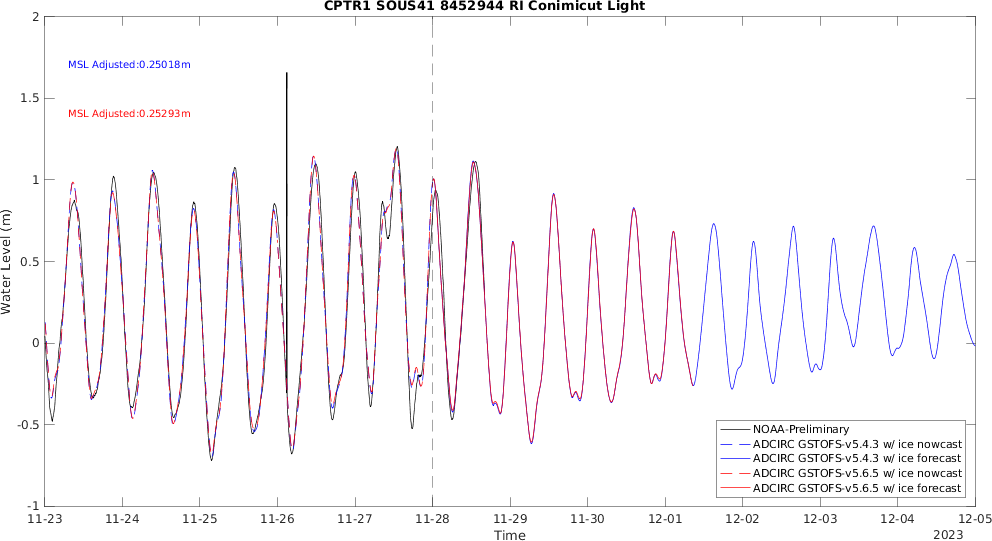 CPTR1 SOUS41 8452944 RI Conimicut Light
MSL Adjusted:0.25018m
MSL Adjusted:0.25293m
Water Level (m)
2
1.5
1
0.5
0
-0.5
-1
NOAA-Preliminary
ADCIRC GSTOFS-v5.4.3 w/ ice nowcast
ADCIRC GSTOFS-v5.4.3 w/ ice forecast
ADCIRC GSTOFS-v5.6.5 w/ ice nowcast
ADCIRC GSTOFS-v5.6.5 w/ ice forecast
11-23 11-24 11-25 11-26 11-27 11-28 11-29 11-30 12-01 12-02 12-03 12-04 12-05
Time
2023